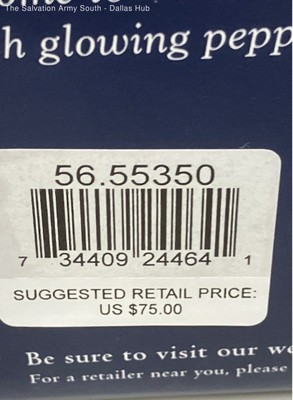 The Salvation Army South - Dallas Hub
h glowing pepp
56.55350
7 34409 24464 1
SUGGESTED RETAIL PRICE:
US $75.00
Be sure to visit our we
For a retailer near you, please